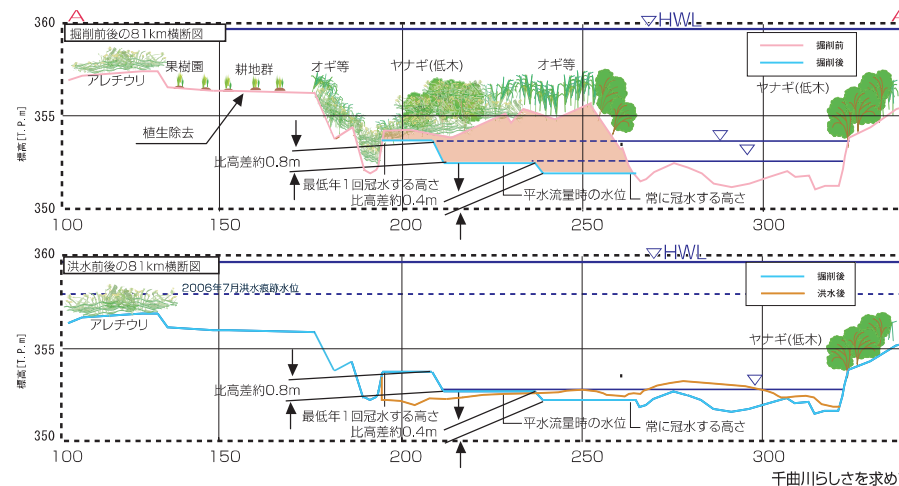 A
HWL
360
掘削前後の81km横断図
掘削前
掘削後
果樹園
耕地群
オギ等
ヤナギ(低木)
オギ等
アレチウリ
ヤナギ(低木)
標高[T.P.m]
355
植生除去
比高差約0.8m
最低年1回冠水する高さ
平水流量時の水位
常に冠水する高さ
比高差約0.4m
350
100
150
200
250
300
HWL
360
洪水前後の81km横断図
掘削後
洪水後
2006年7月洪水痕跡水位
アレチウリ
ヤナギ(低木)
標高[T.P.m]
355
比高差約0.8m
最低年1回冠水する高さ
平水流量時の水位
常に冠水する高さ
比高差約0.4m
350
100
150
200
250
300
千曲川らしさを求め